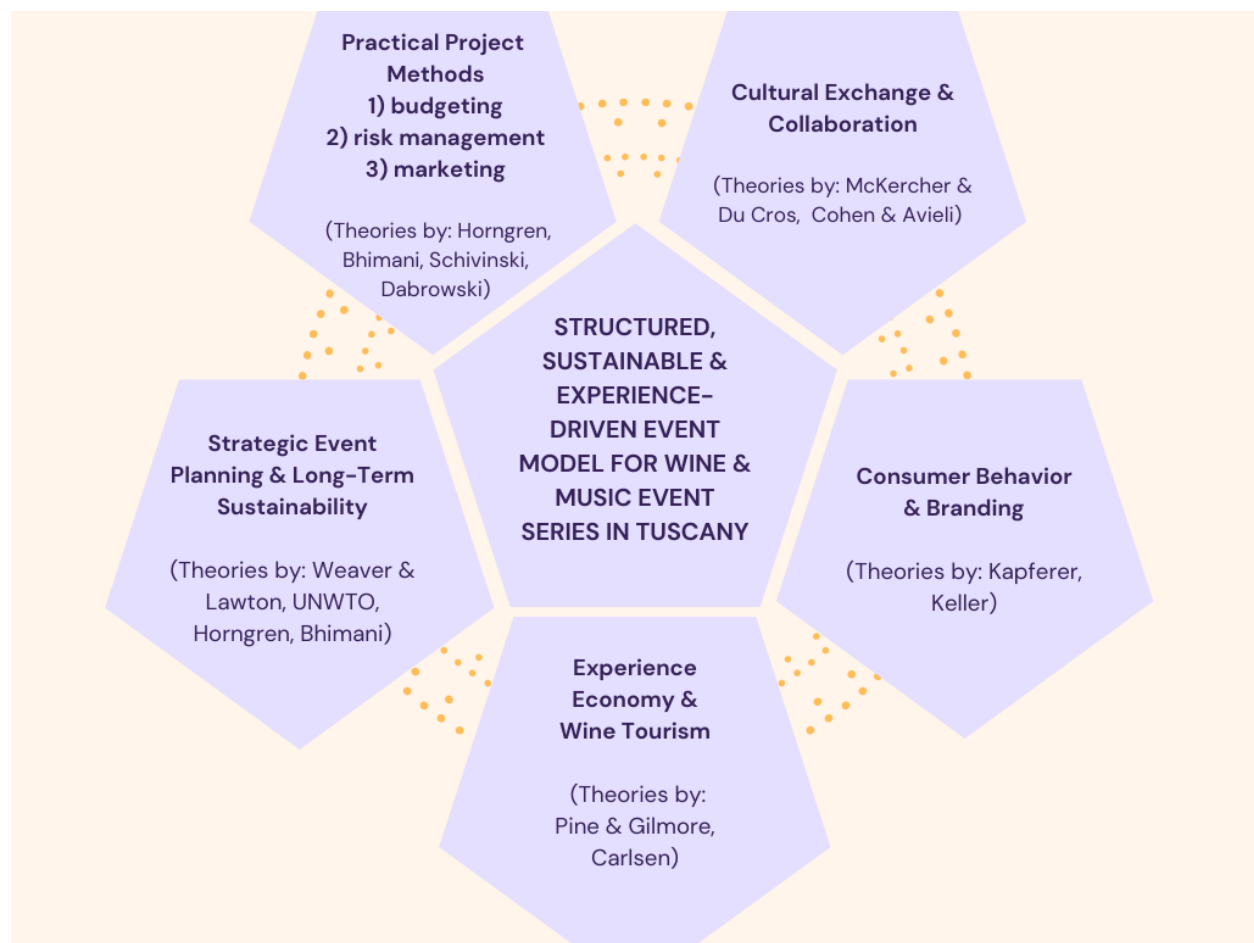 Practical Project
Methods
1) budgeting
2) risk management
3) marketing
(Theories by: Horngren,
Bhimani, Schivinski,
Dabrowski)
Cultural Exchange &
Collaboration
(Theories by: McKercher &
Du Cros, Cohen & Avieli)
STRUCTURED,
SUSTAINABLE &
EXPERIENCE-
DRIVEN EVENT
MODEL FOR WINE &
MUSIC EVENT
SERIES IN TUSCANY
Strategic Event
Planning & Long-Term
Sustainability
(Theories by: Weaver &
Lawton, UNWTO,
Horngren, Bhimani)
Consumer Behavior
& Branding
(Theories by: Kapferer,
Keller)
Experience
Economy &
Wine Tourism
(Theories by:
Pine & Gilmore,
Carlsen)